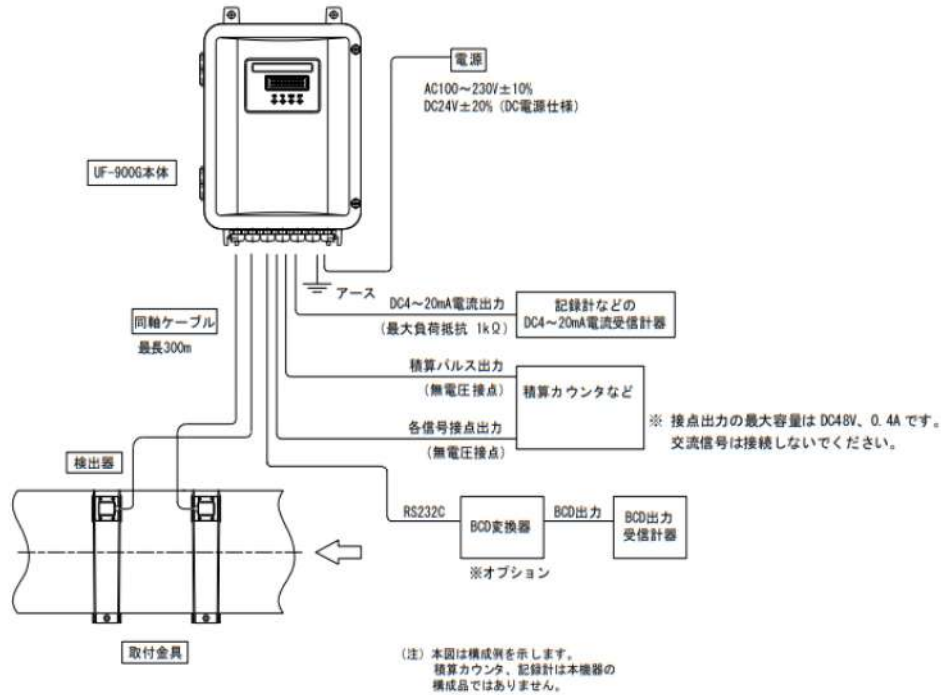 電源
AC100～230V±10%
DC24V±20% (DC電源仕様)
UF-900G本体
アース
同軸ケーブル
最長300m
DC4～20mA電流出力
(最大負荷抵抗 1kΩ)
記録計などの
DC4～20mA電流受信計器
積算パルス出力
(無電圧接点)
積算カウンタなど
各信号接点出力
(無電圧接点)
※ 接点出力の最大容量は DC48V、0.4A です。
交流信号は接続しないでください。
検出器
RS232C
BCD変換器
※オプション
BCD出力
BCD出力
受信計器
取付金具
(注) 本図は構成例を示します。
積算カウンタ、記録計は本機器の
構成品ではありません。